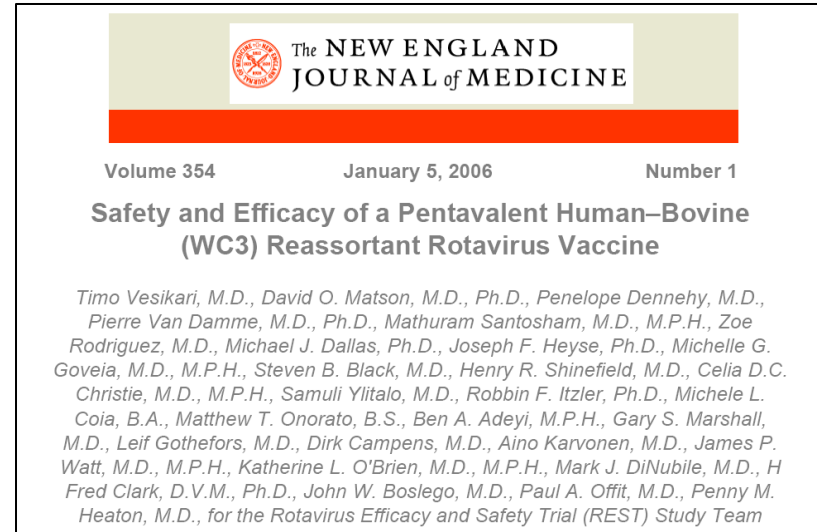 The NEW ENGLAND
JOURNAL of MEDICINE
Volume 354 January 5, 2006 Number 1
Safety and Efficacy of a Pentavalent Human–Bovine
(WC3) Reassortant Rotavirus Vaccine
Timo Vesikari, M.D., David O. Matson, M.D., Ph.D., Penelope Dennehy, M.D.,
Pierre Van Damme, M.D., Ph.D., Mathuram Santosham, M.D., M.P.H., Zoe
Rodriguez, M.D., Michael J. Dallas, Ph.D., Joseph F. Heyse, Ph.D., Michelle G.
Goveia, M.D., M.P.H., Steven B. Black, M.D., Henry R. Shinefield, M.D., Celia D.C.
Christie, M.D., M.P.H., Samuli Ylitalo, M.D., Robbin F. Itzler, Ph.D., Michele L.
Coia, B.A., Matthew T. Onorato, B.S., Ben A. Adeyi, M.P.H., Gary S. Marshall,
M.D., Leif Gothefors, M.D., Dirk Campens, M.D., Aino Karvonen, M.D., James P.
Watt, M.D., M.P.H., Katherine L. O'Brien, M.D., M.P.H., Mark J. DiNubile, M.D., H
Fred Clark, D.V.M., Ph.D., John W. Boslego, M.D., Paul A. Offit, M.D., Penny M.
Heaton, M.D., for the Rotavirus Efficacy and Safety Trial (REST) Study Team